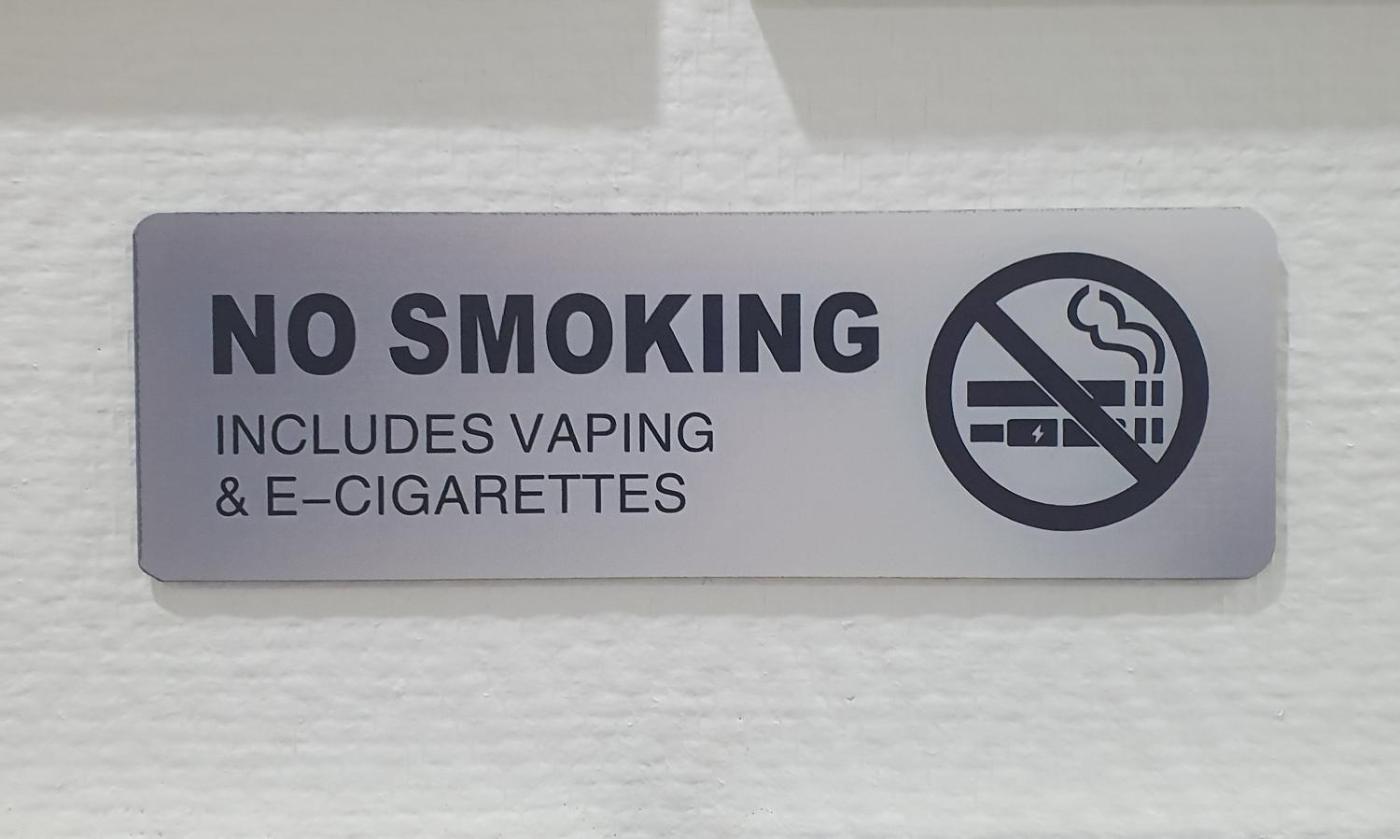 NO SMOKING
INCLUDES VAPING
& E–CIGARETTES